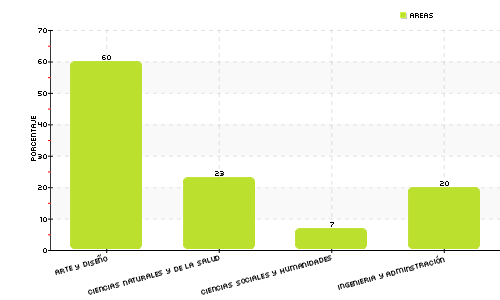 AREAS
70
60
50
40
30
20
10
0
PORCENTAJE
60
23
7
20
ARTE Y DISEÑO
CIENCIAS NATURALES Y DE LA SALUD
CIENCIAS SOCIALES Y HUMANIDADES
INGENIERIA Y ADMINSTRACIÓN